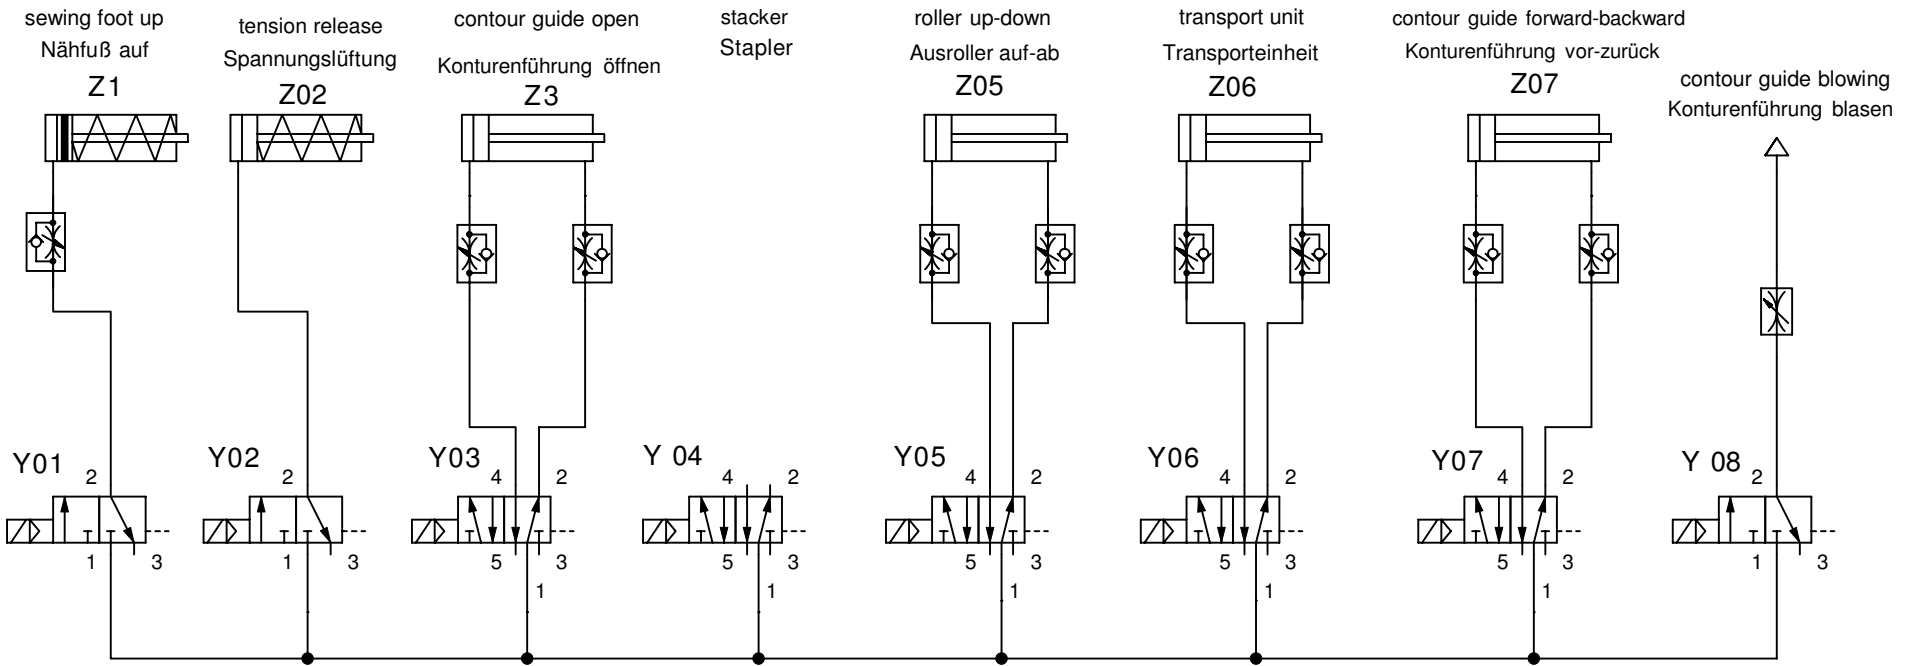 sewing foot up
Nähfuß auf
Z1
tension release
Spannungslüftung
Z02
contour guide open
Konturenführung öffnen
Z3
stacker
Stapler
roller up-down
Ausroller auf-ab
Z05
transport unit
Transporteinheit
Z06
contour guide forward-backward
Konturenführung vor-zurück
Z07
contour guide blowing
Konturenführung blasen
Y01
2
1
3
Y02
2
1
3
Y03
4
2
5
3
1
Y 04
4
2
5
3
1
Y05
4
2
5
3
1
Y06
4
2
5
3
1
Y07
4
2
5
3
1
Y 08
2
1
3